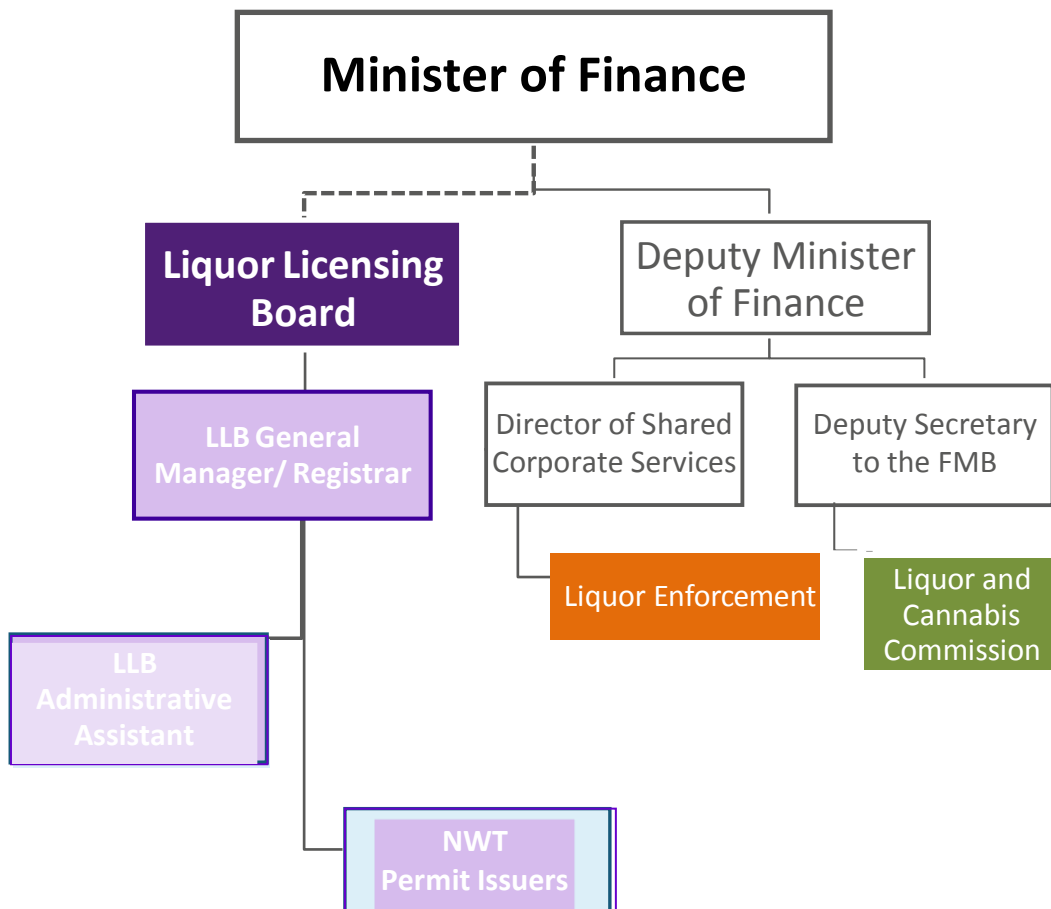 Minister of Finance
Liquor Licensing
Board
Deputy Minister
of Finance
LLB General
Manager/ Registrar
Director of Shared
Corporate Services
Deputy Secretary
to the FMB
Liquor Enforcement
Liquor and
Cannabis
Commission
LLB
Administrative
Assistant
NWT
Permit Issuers